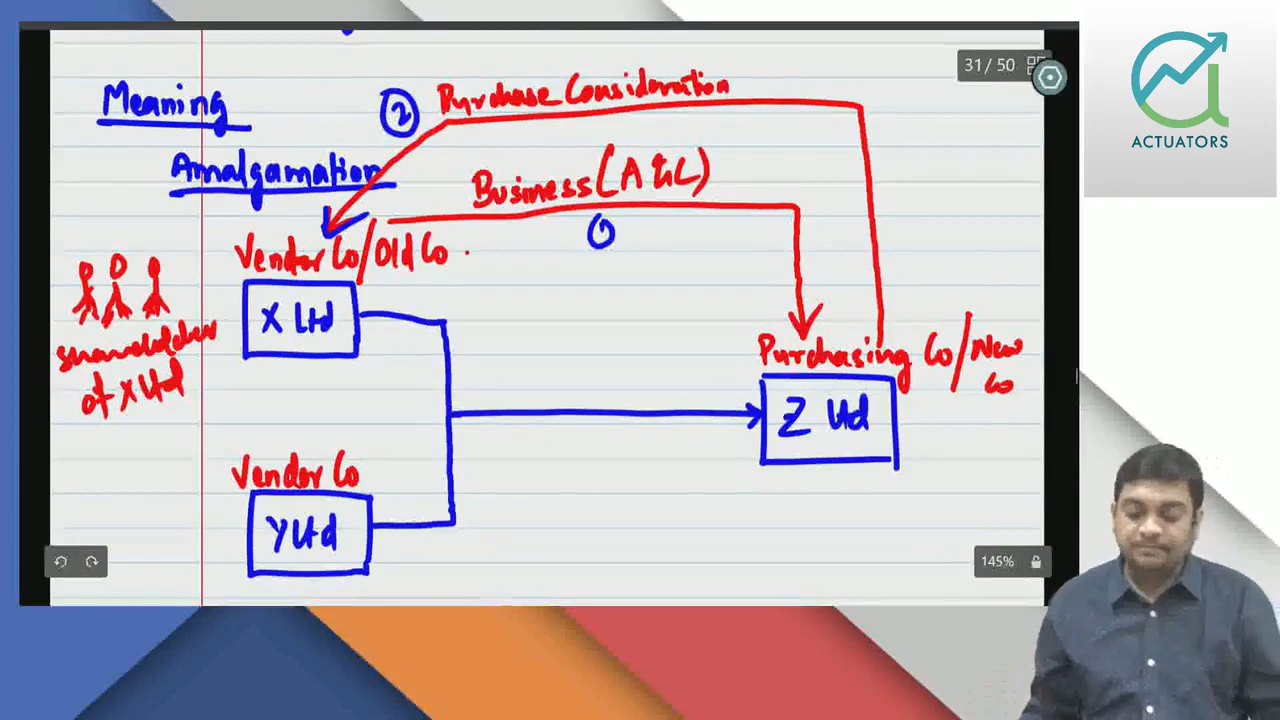 31 / 50
Meaning
② Purchase Consideration
ACTUATORS
Amalgamation
Business (A & L)
①
Vendor Co/Old Co
X Ltd
Shareholder
of X Ltd
Purchasing Co/New
Co
Z Ltd
Vendor Co
Y Ltd
145%